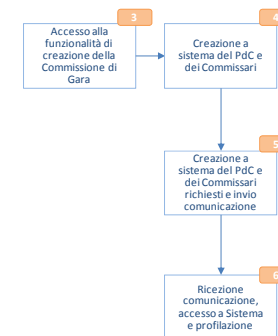 3
Accesso alla
funzionalità di
creazione della
Commissione di
Gara
4
Creazione a
sistema del PdC e
dei Commissari
5
Creazione a
sistema del PdC e
dei Commissari
richiesti e invio
comunicazione
6
Ricezione
comunicazione,
accesso a Sistema
e profilazione